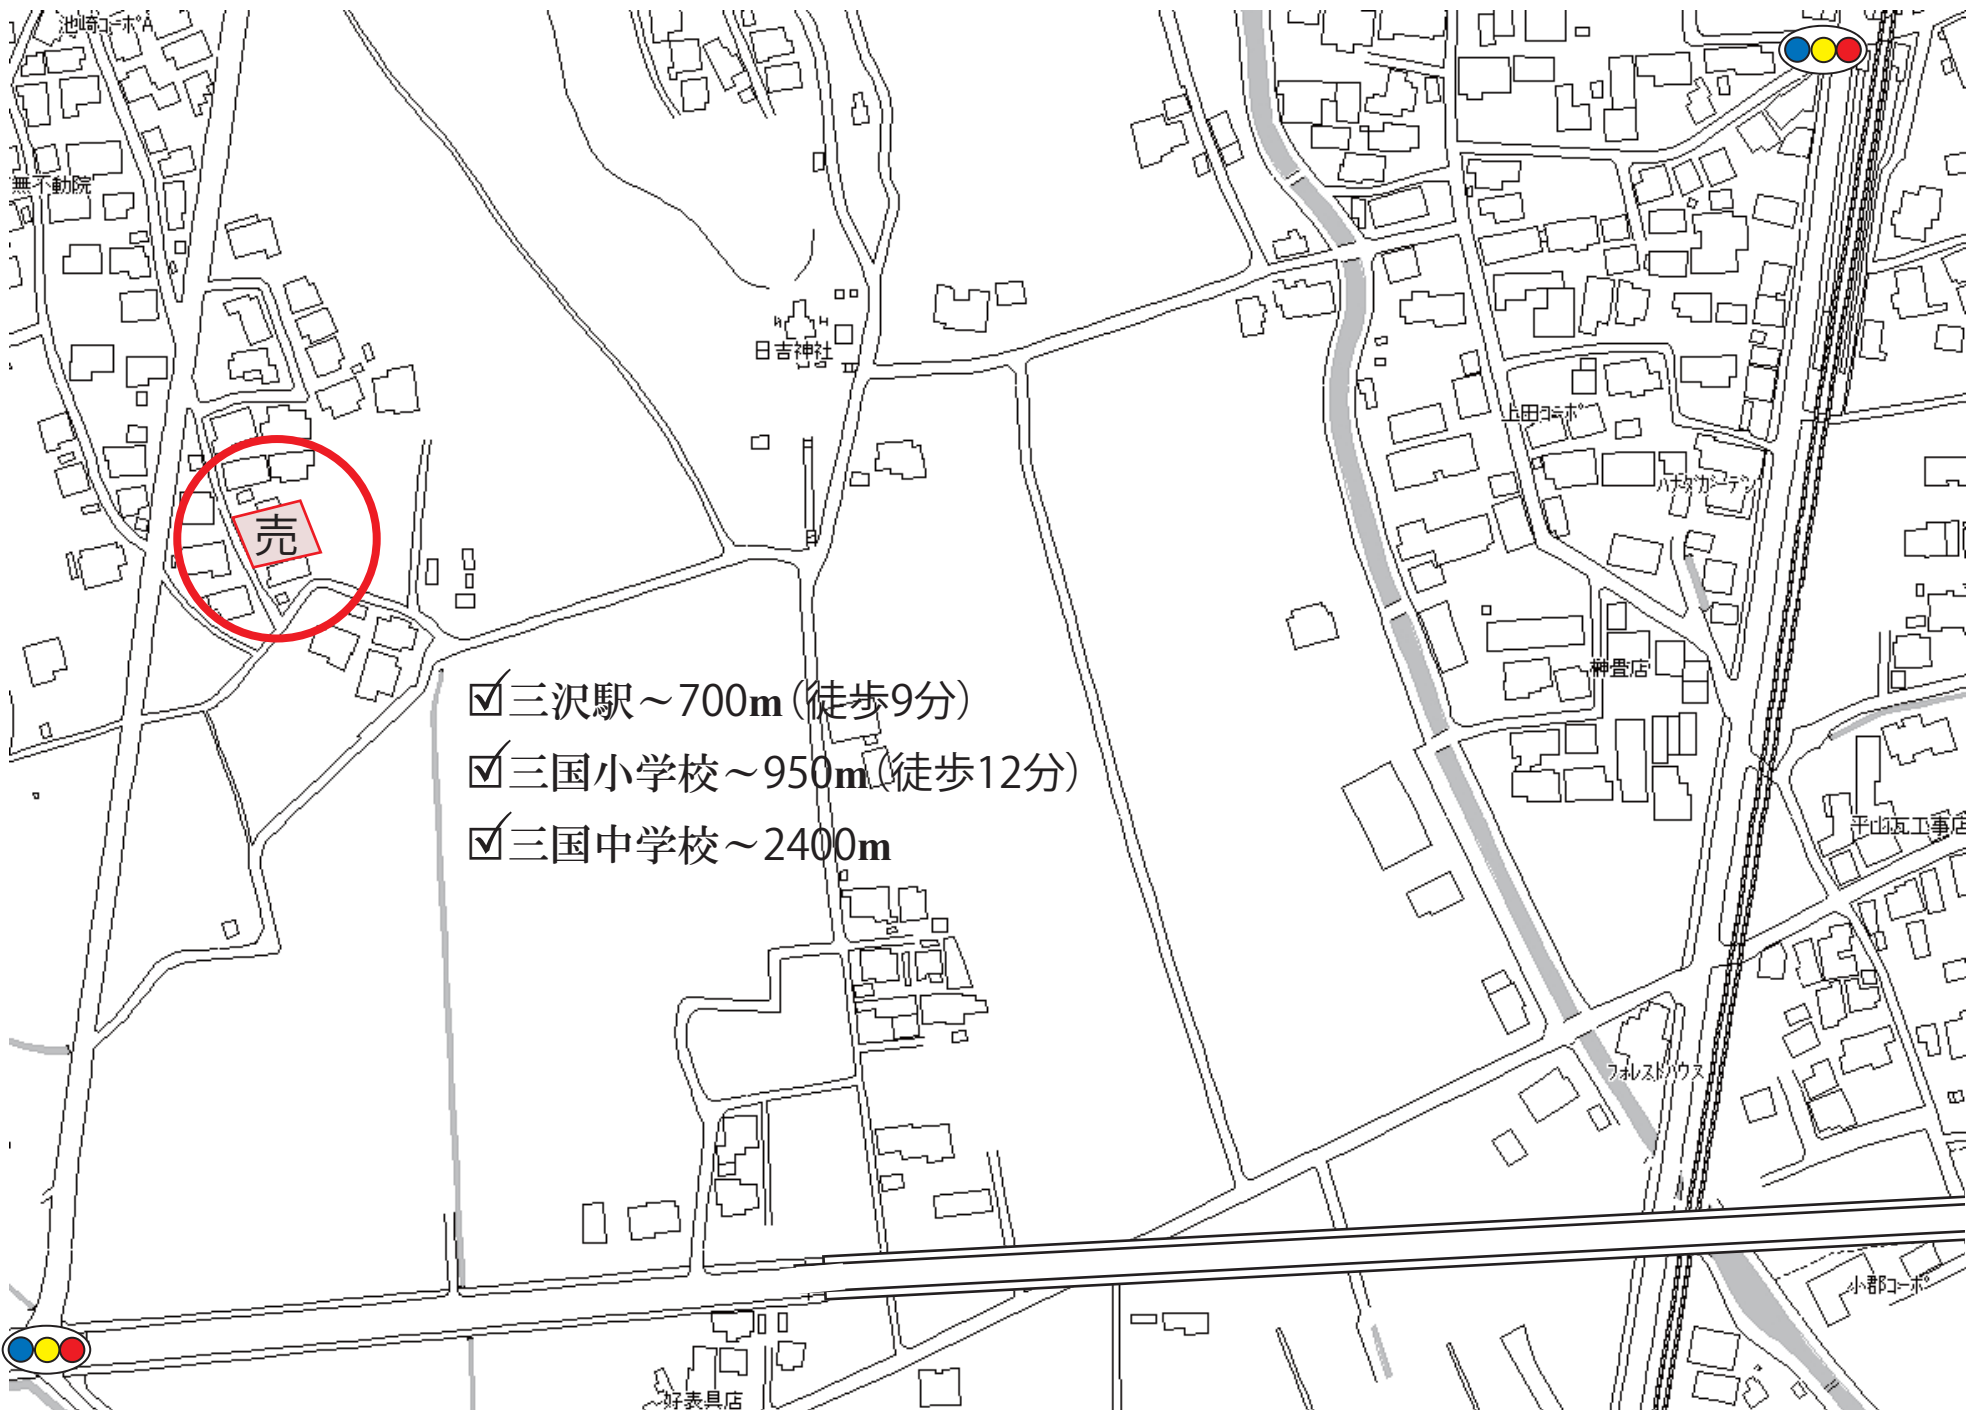 池崎コーポA
無不動院
日吉神社
上田コーポ
ハナダガーデン
売
榊畳店
☑三沢駅～700m（徒歩9分）
☑三国小学校～950m（徒歩12分）
☑三国中学校～2400m
平山瓦工事店
フォレストハウス
小郡コーポ
好表具店